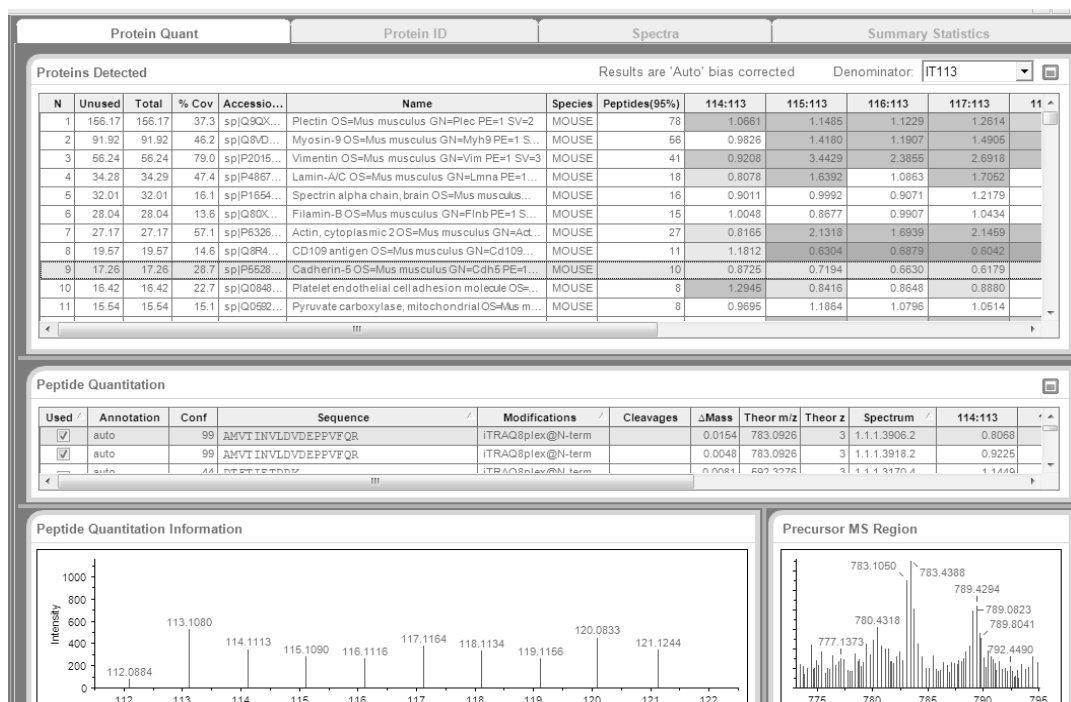 Protein Quant Protein ID Spectra Summary Statistics
Proteins Detected Results are 'Auto' bias corrected Denominator: IT113
N Unused Total % Cov Accessio... Name Species Peptides(95%) 114:113 115:113 116:113 117:113 11
1 156.17 156.17 37.3 sp|Q9QX... Plectin OS=Mus musculus GN=Plec PE=1 SV=2 MOUSE 78 1.0661 1.1485 1.1229 1.2614
2 91.92 91.92 46.2 sp|Q8VD... Myosin-9 OS=Mus musculus GN=Myh9 PE=1 S... MOUSE 56 0.9826 1.4180 1.1907 1.4905
3 56.24 56.24 79.0 sp|P2015... Vimentin OS=Mus musculus GN=Vim PE=1 SV=3 MOUSE 41 0.9208 3.4429 2.3855 2.6918
4 34.28 34.29 47.4 sp|P4867... Lamin-A/C OS=Mus musculus GN=Lmna PE=1... MOUSE 18 0.8078 1.6392 1.0863 1.7052
5 32.01 32.01 16.1 sp|P1654... Spectrin alpha chain, brain OS=Mus musculus... MOUSE 16 0.9011 0.9992 0.9071 1.2179
6 28.04 28.04 13.6 sp|Q80X... Filamin-B OS=Mus musculus GN=Flnb PE=1 S... MOUSE 15 1.0048 0.8677 0.9907 1.0434
7 27.17 27.17 57.1 sp|P6326... Actin, cytoplasmic 2 OS=Mus musculus GN=Act... MOUSE 27 0.8165 2.1318 1.6939 2.1459
8 19.57 19.57 14.6 sp|Q8R4... CD109 antigen OS=Mus musculus GN=Cd109... MOUSE 11 1.1812 0.6304 0.6879 0.6042
9 17.26 17.26 28.7 sp|P5528... Cadherin-5 OS=Mus musculus GN=Cdh5 PE=1... MOUSE 10 0.8725 0.7194 0.6630 0.6179
10 16.42 16.42 22.7 sp|Q0848... Platelet endothelial cell adhesion molecule OS=... MOUSE 8 1.2945 0.8416 0.8648 0.8880
11 15.54 15.54 15.1 sp|Q0592... Pyruvate carboxylase, mitochondrial OS=Mus m... MOUSE 8 0.9695 1.1864 1.0796 1.0514
Peptide Quantitation
Used Annotation Conf Sequence Modifications Cleavages ΔMass Theor m/z Theor z Spectrum 114:113
auto 99 AMVTINVLDVDEPPVFQR iTRAQ8plex@N-term 0.0154 783.0926 3 1.1.1.3906.2 0.8068
auto 99 AMVTINVLDVDEPPVFQR iTRAQ8plex@N-term 0.0048 783.0926 3 1.1.1.3918.2 0.9225
auto 44 iTRAQ8plex@N-term 0.0081 592.3276 1.1.1.3170.4 1.1449
Peptide Quantitation Information Precursor MS Region
Intensity
1000
800
600
400
200
0
112.0884
113.1080
114.1113
115.1090
116.1116
117.1164
118.1134
119.1156
120.0833
121.1244
112 113 114 115 116 117 118 119 120 121 122
783.1050
783.4388
789.4294
789.0823
780.4318
789.8041
777.1373
792.4490
775 780 785 790 795